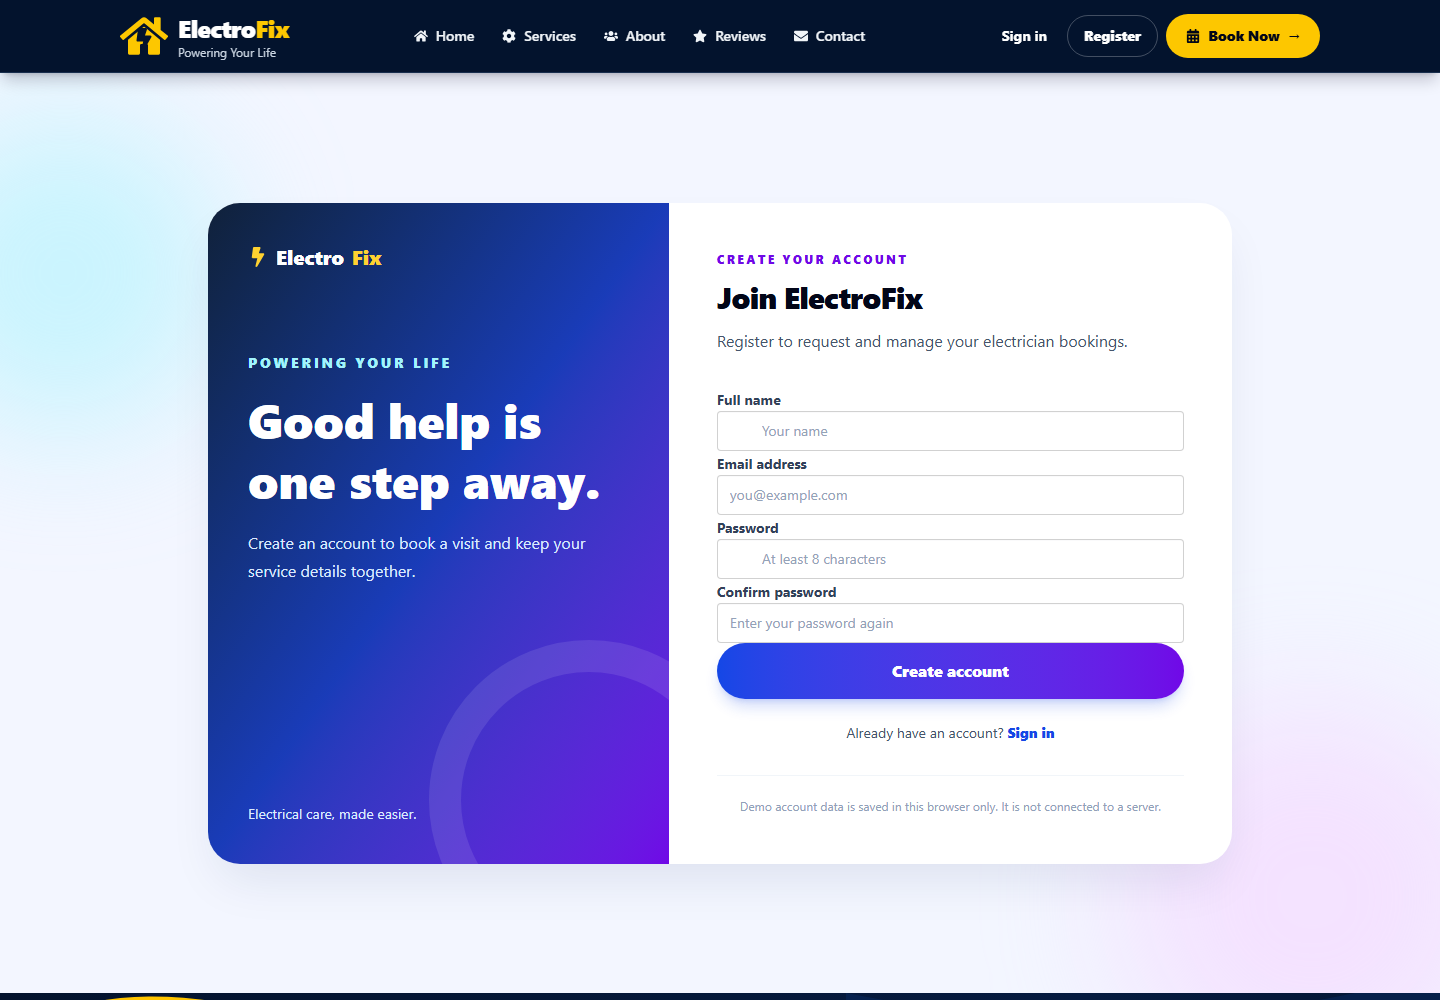 ElectroFix
Powering Your Life
Home
Services
About
Reviews
Contact
Sign in
Register
Book Now →
Electro Fix
POWERING YOUR LIFE
Good help is
one step away.
Create an account to book a visit and keep your
service details together.
Electrical care, made easier.
CREATE YOUR ACCOUNT
Join ElectroFix
Register to request and manage your electrician bookings.
Full name
Your name
Email address
you@example.com
Password
At least 8 characters
Confirm password
Enter your password again
Create account
Already have an account? Sign in
Demo account data is saved in this browser only. It is not connected to a server.